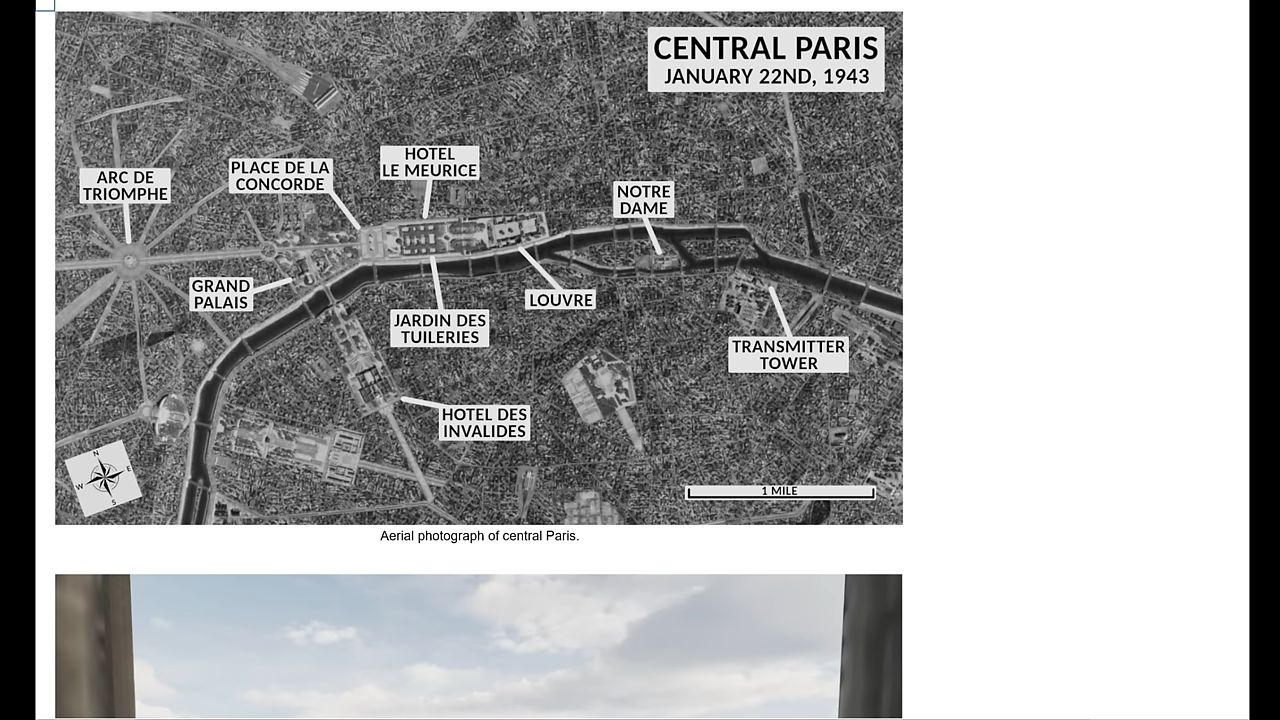 CENTRAL PARIS
JANUARY 22ND, 1943
ARC DE
TRIOMPHE
PLACE DE LA
CONCORDE
HOTEL
LE MEURICE
NOTRE
DAME
GRAND
PALAIS
LOUVRE
JARDIN DES
TUILERIES
TRANSMITTER
TOWER
HOTEL DES
INVALIDES
N
E
W
S
1 MILE
Aerial photograph of central Paris.